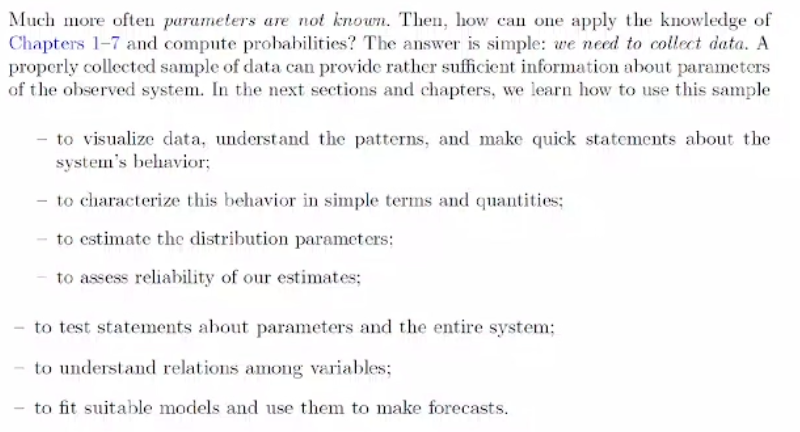 Much more often parameters are not known. Then, how can one apply the knowledge of
Chapters 1–7 and compute probabilities? The answer is simple: we need to collect data. A
properly collected sample of data can provide rather sufficient information about parameters
of the observed system. In the next sections and chapters, we learn how to use this sample
– to visualize data, understand the patterns, and make quick statements about the
system's behavior;
– to characterize this behavior in simple terms and quantities;
– to estimate the distribution parameters;
– to assess reliability of our estimates;
– to test statements about parameters and the entire system;
– to understand relations among variables;
– to fit suitable models and use them to make forecasts.